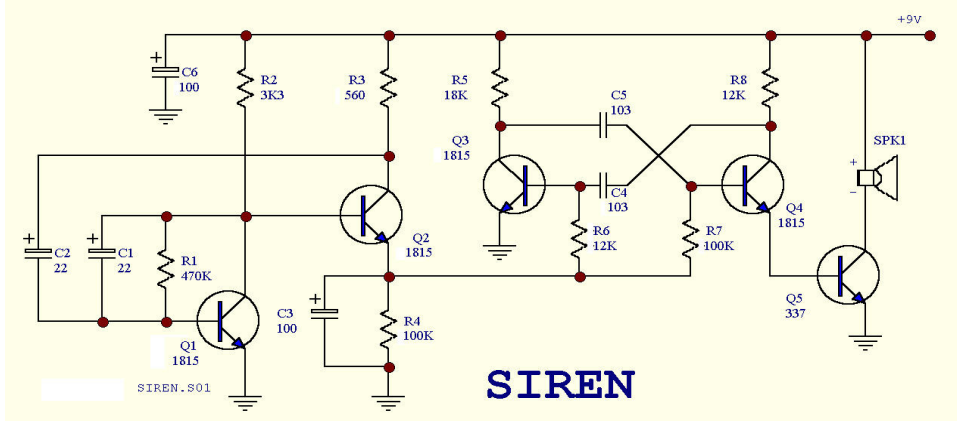 +9V
C6
100
R2
3K3
R3
560
R5
18K
C5
103
R8
12K
Q3
1815
SPK1
+
−
C4
103
Q4
1815
C2
22
C1
22
R1
470K
Q2
1815
R6
12K
R7
100K
C3
100
R4
100K
Q5
337
Q1
1815
SIREN.S01
SIREN